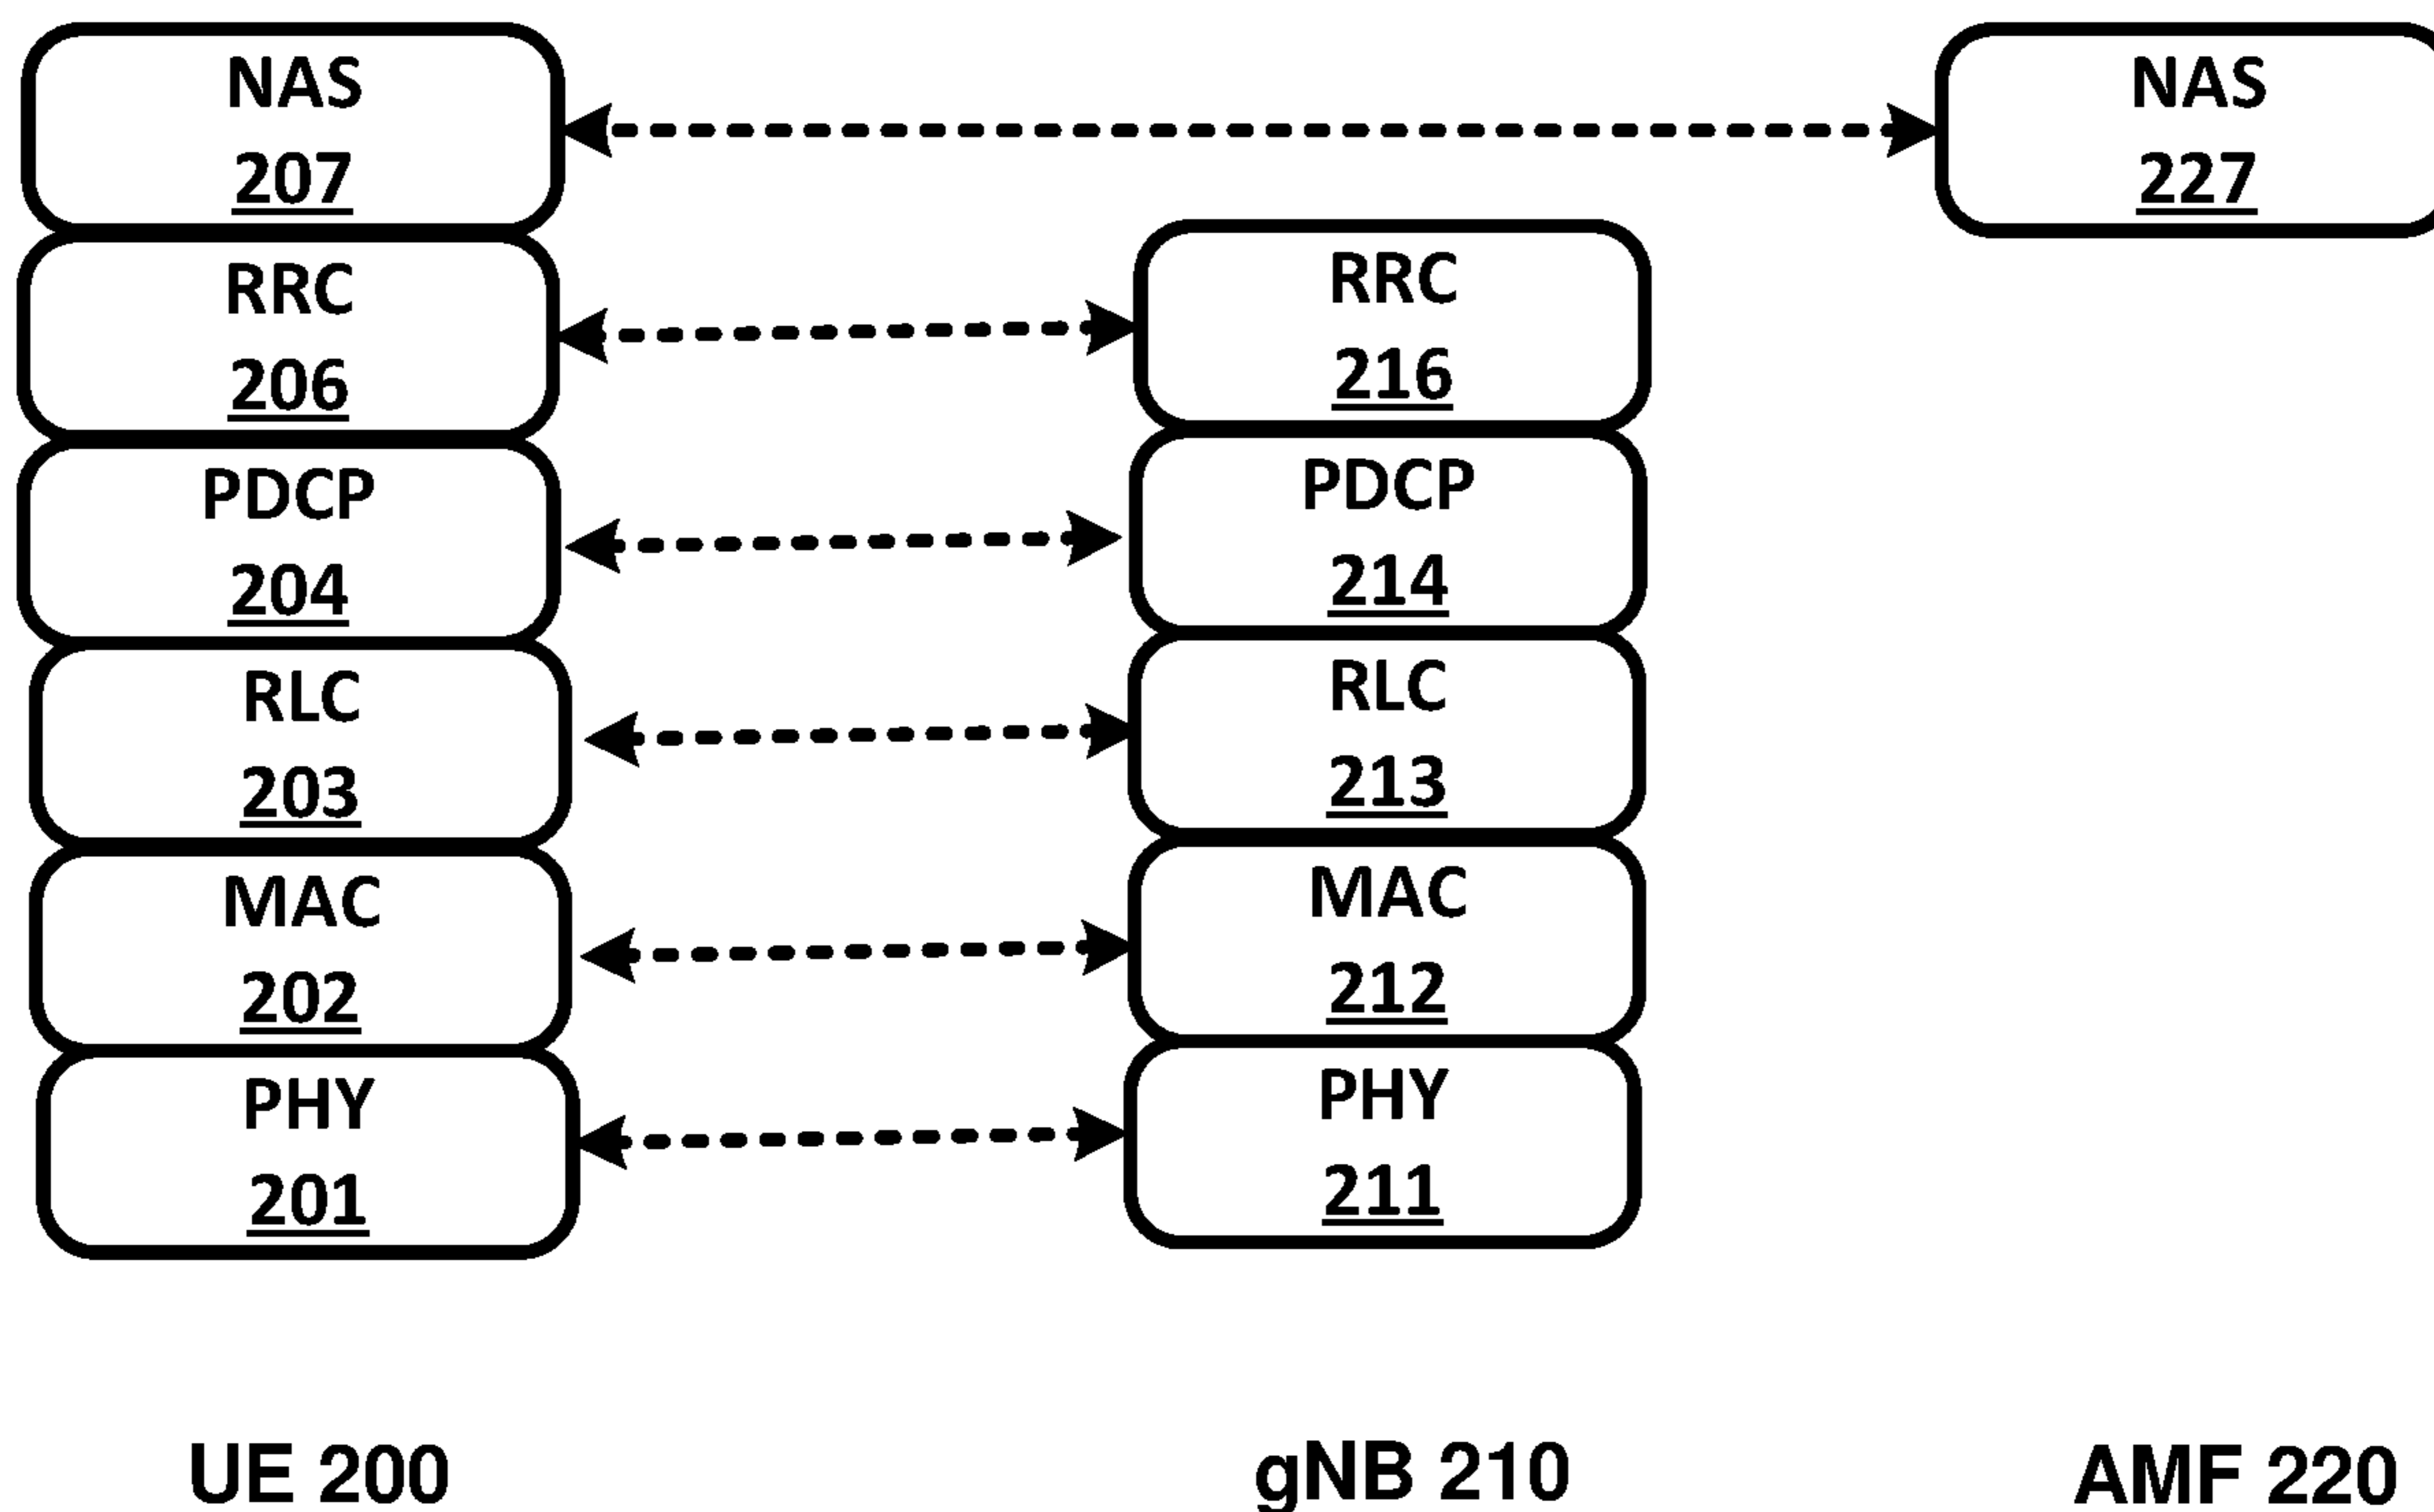 NAS
207
NAS
227
RRC
206
RRC
216
PDCP
204
PDCP
214
RLC
203
RLC
213
MAC
202
MAC
212
PHY
201
PHY
211
UE 200
gNB 210
AMF 220